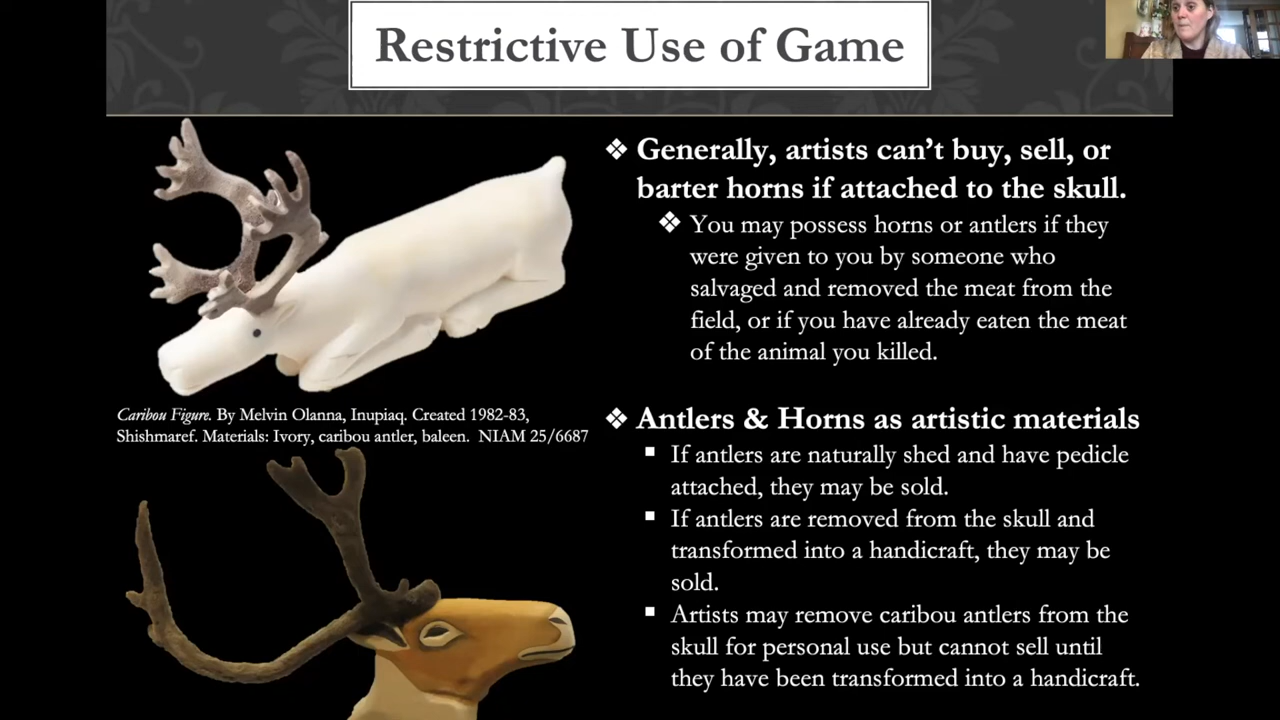 Restrictive Use of Game
❖ Generally, artists can't buy, sell, or
barter horns if attached to the skull.
❖ You may possess horns or antlers if they
were given to you by someone who
salvaged and removed the meat from the
field, or if you have already eaten the meat
of the animal you killed.
Caribou Figure. By Melvin Olanna, Inupiaq. Created 1982-83,
Shishmaref. Materials: Ivory, caribou antler, baleen. NIAM 25/6687
❖ Antlers & Horns as artistic materials
▪ If antlers are naturally shed and have pedicle
attached, they may be sold.
▪ If antlers are removed from the skull and
transformed into a handicraft, they may be
sold.
▪ Artists may remove caribou antlers from the
skull for personal use but cannot sell until
they have been transformed into a handicraft.